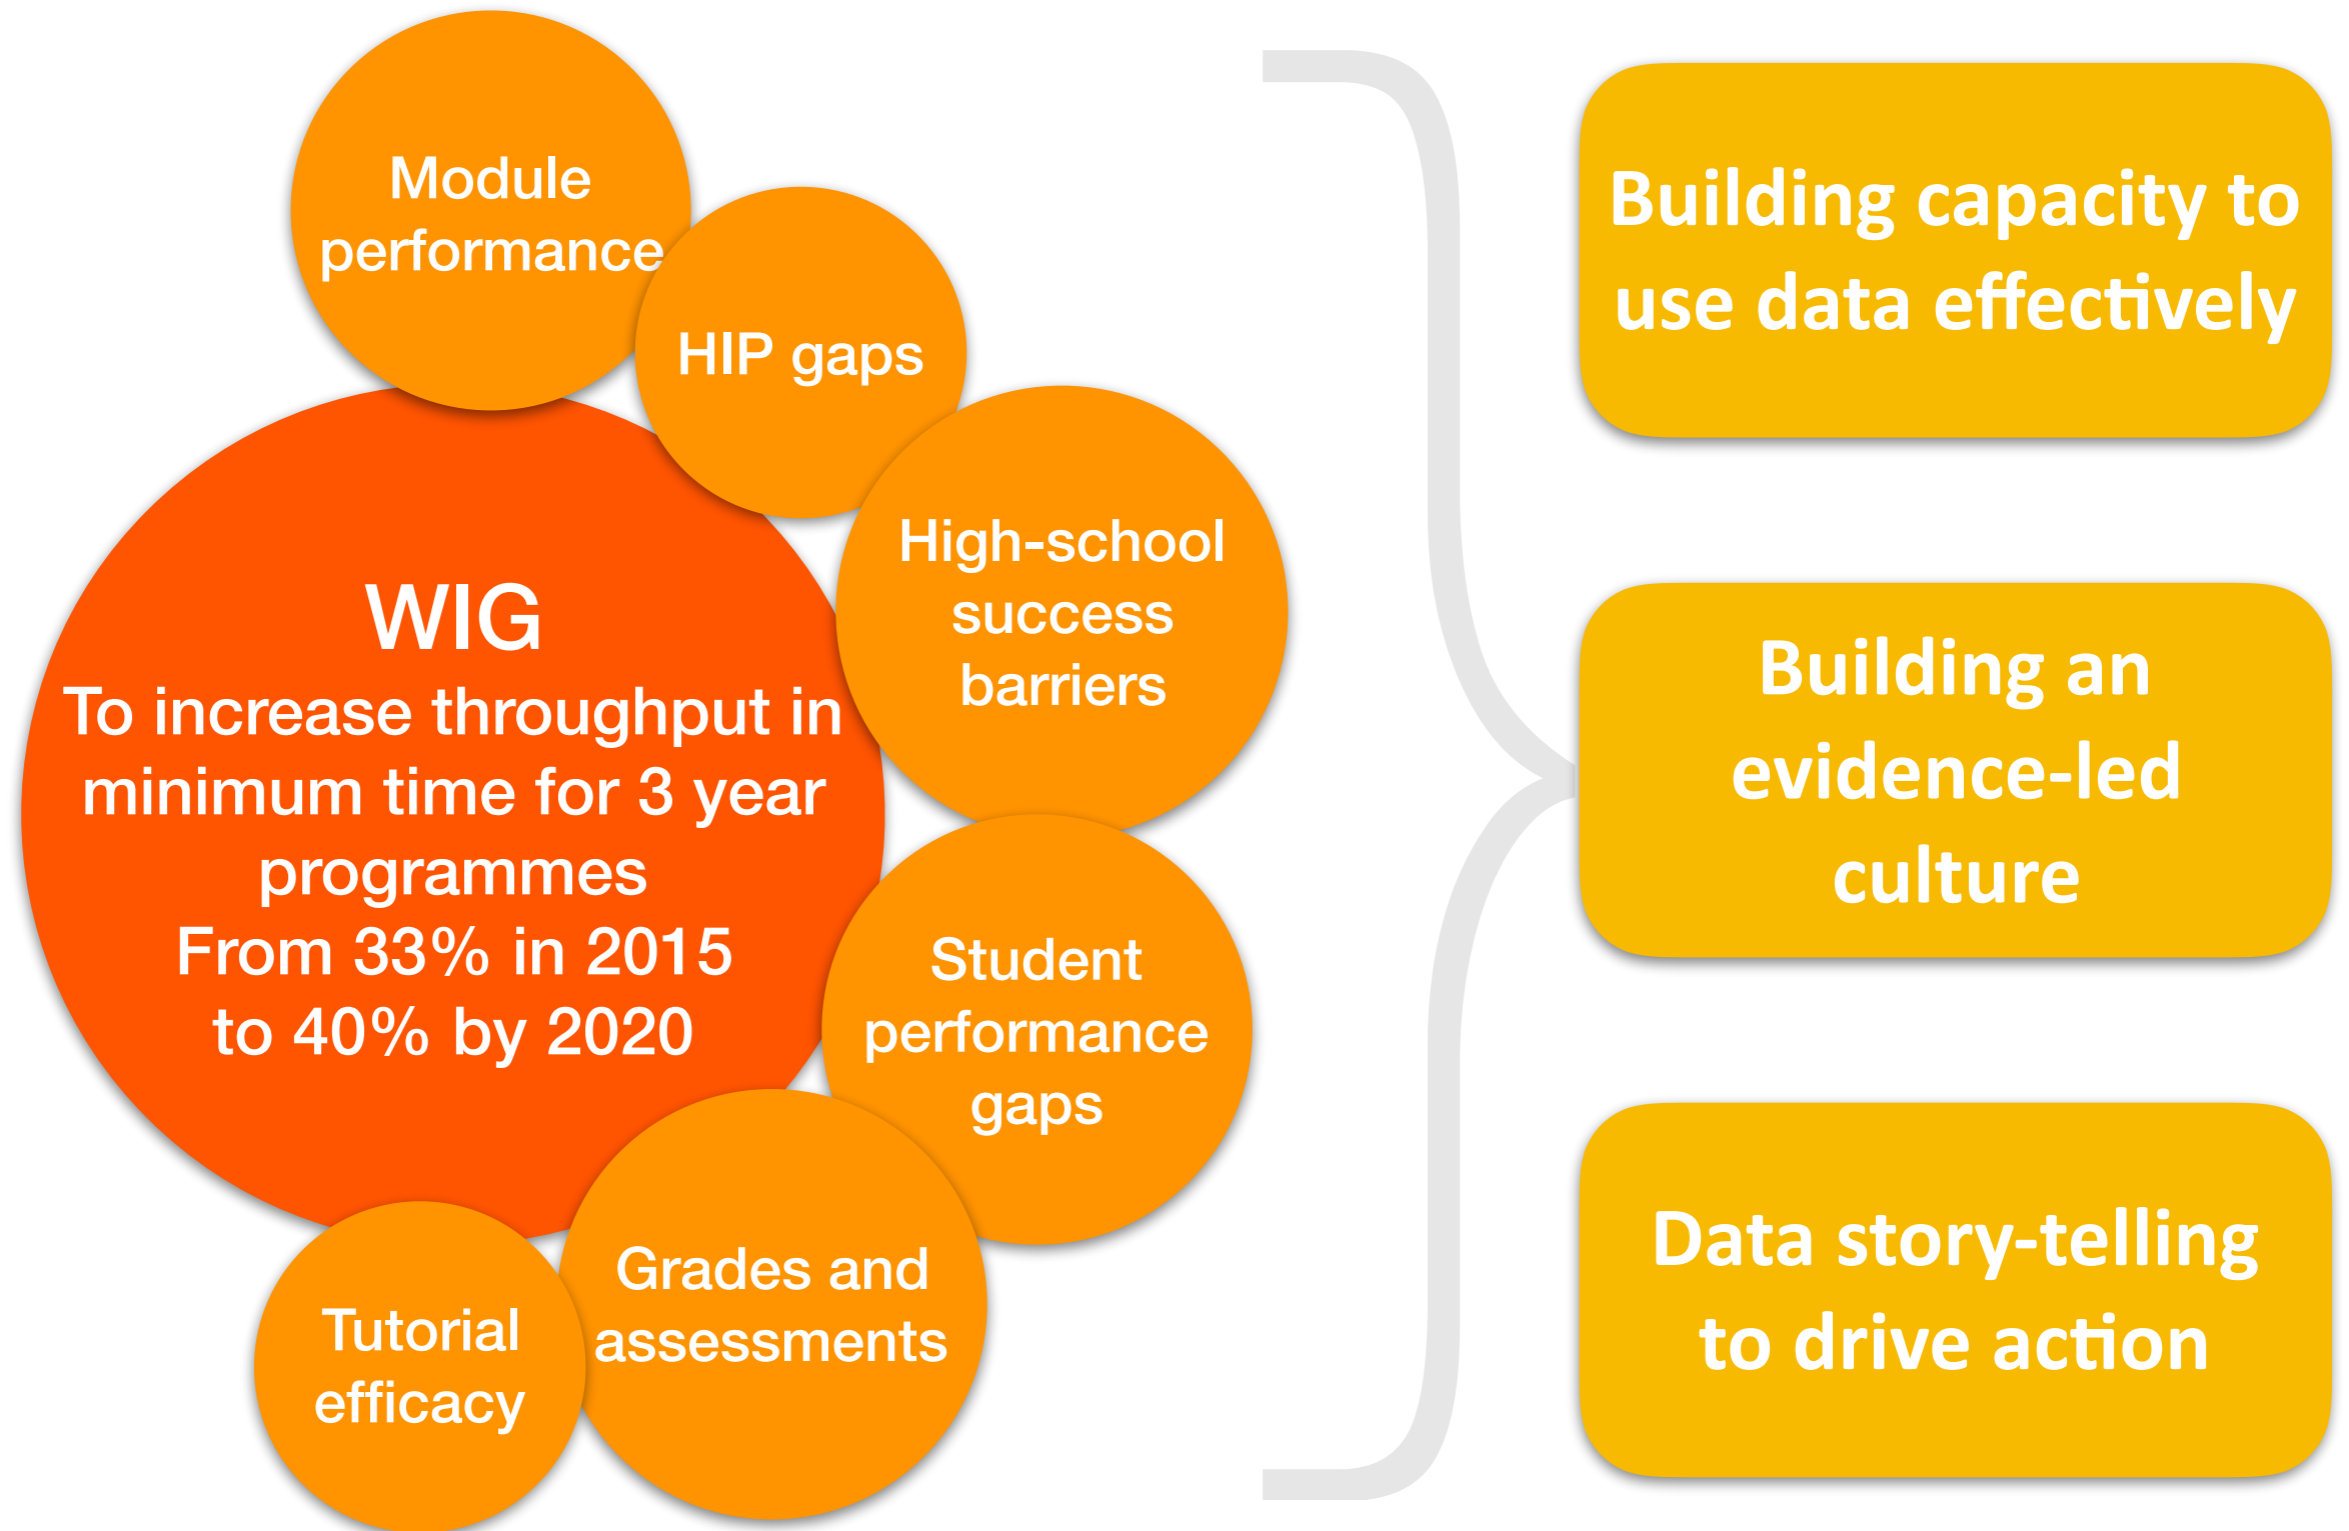 Module
performance
HIP gaps
High-school
success
barriers
WIG
To increase throughput in
minimum time for 3 year
programmes
From 33% in 2015
to 40% by 2020
Student
performance
gaps
Grades and
assessments
Tutorial
efficacy
Building capacity to
use data effectively
Building an
evidence-led
culture
Data story-telling
to drive action